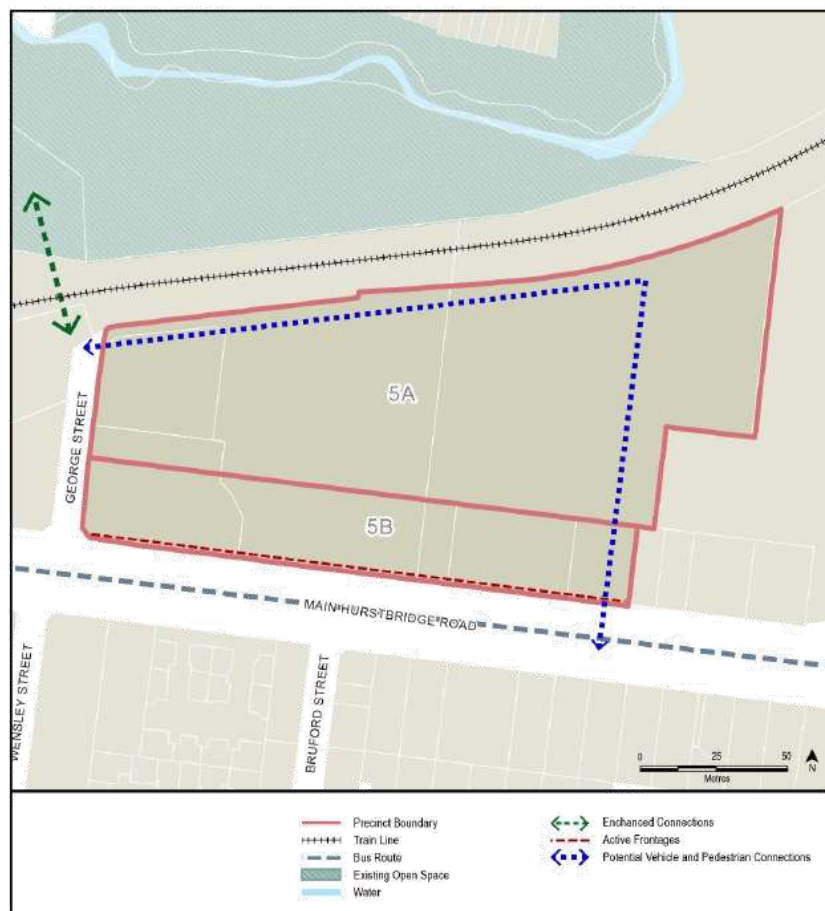 5A
GEORGE STREET
5B
MAIN HURSTBRIDGE ROAD
WENSLEY STREET
BRUFORD STREET
0 25 50
Metres
N
Precinct Boundary
Train Line
Bus Route
Existing Open Space
Water
Enchanced Connections
Active Frontages
Potential Vehicle and Pedestrian Connections